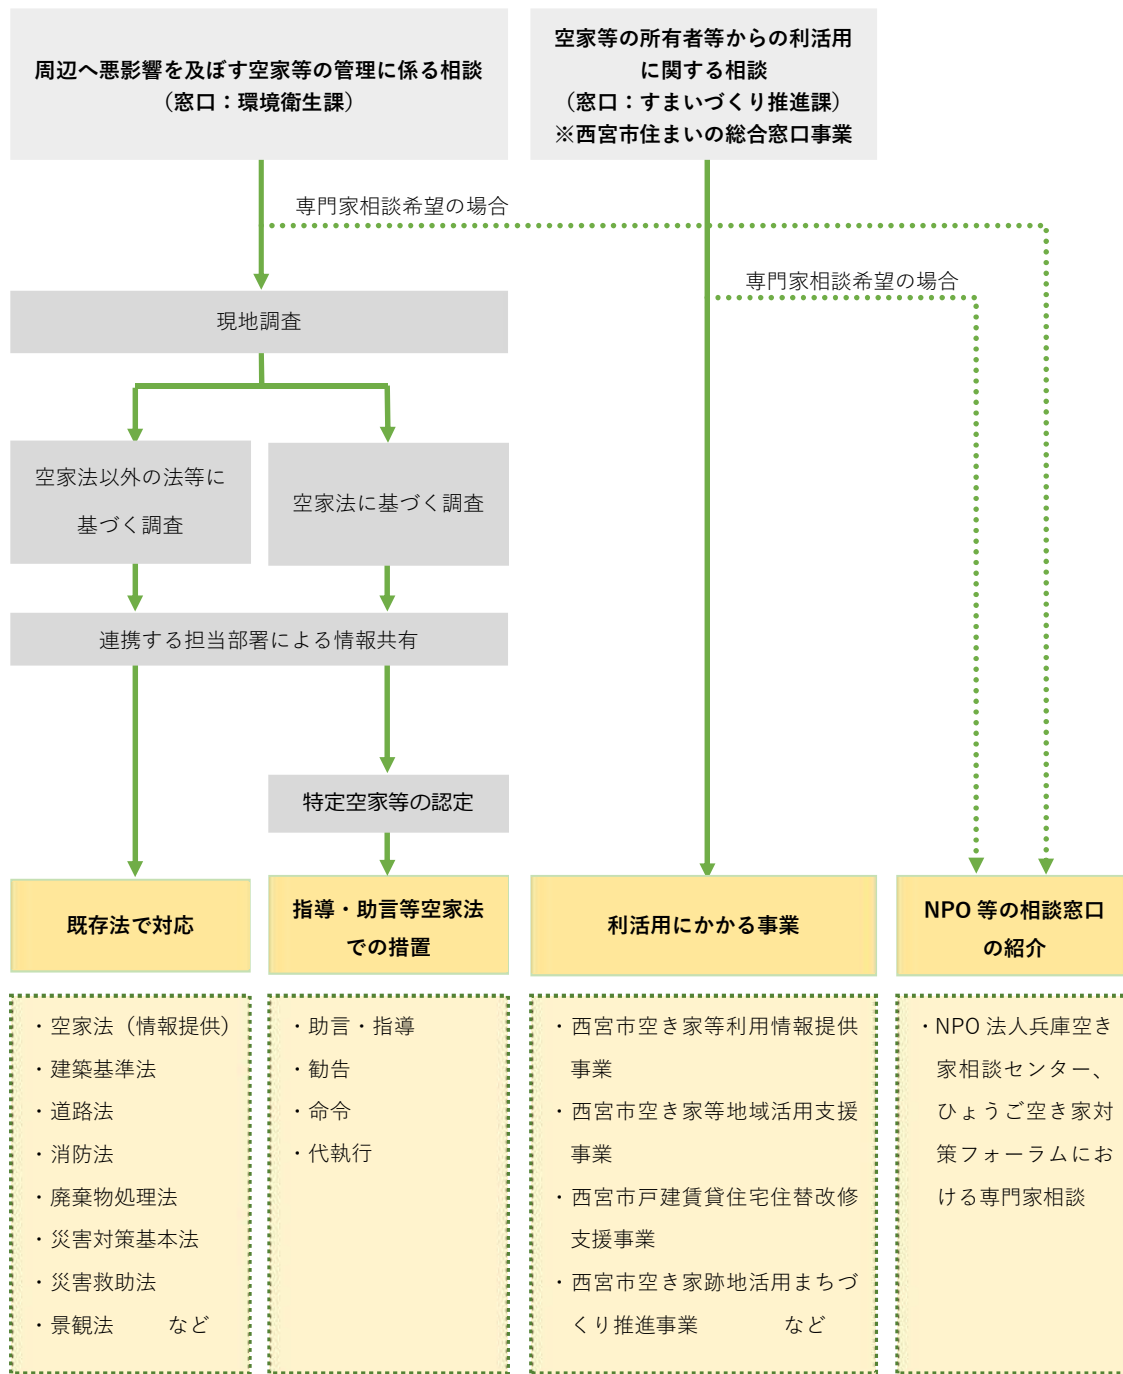 周辺へ悪影響を及ぼす空家等の管理に係る相談
（窓口：環境衛生課）
空家等の所有者等からの利活用
に関する相談
（窓口：すまいづくり推進課）
※西宮市住まいの総合窓口事業
専門家相談希望の場合
専門家相談希望の場合
現地調査
空家法以外の法等に
基づく調査
空家法に基づく調査
連携する担当部署による情報共有
特定空家等の認定
既存法で対応
指導・助言等空家法
での措置
利活用にかかる事業
NPO 等の相談窓口
の紹介
・空家法（情報提供）
・建築基準法
・道路法
・消防法
・廃棄物処理法
・災害対策基本法
・災害救助法
・景観法　　など
・助言・指導
・勧告
・命令
・代執行
・西宮市空き家等利用情報提供
事業
・西宮市空き家等地域活用支援
事業
・西宮市戸建賃貸住宅住替改修
支援事業
・西宮市空き家跡地活用まちづ
くり推進事業　　　など
・NPO 法人兵庫空き
家相談センター、
ひょうご空き家対
策フォーラムにお
ける専門家相談